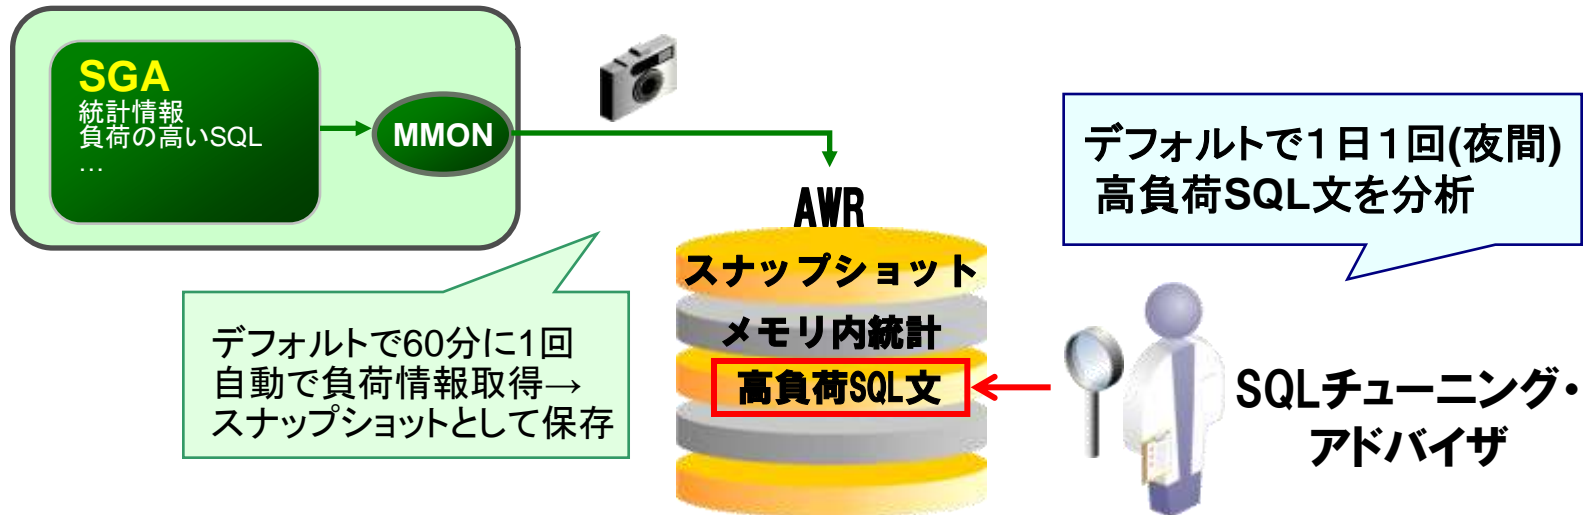 SGA
統計情報
負荷の高いSQL
…
MMON
デフォルトで60分に1回
自動で負荷情報取得→
スナップショットとして保存
AWR
スナップショット
メモリ内統計
高負荷SQL文
デフォルトで１日１回(夜間)
高負荷SQL文を分析
SQLチューニング・
アドバイザ